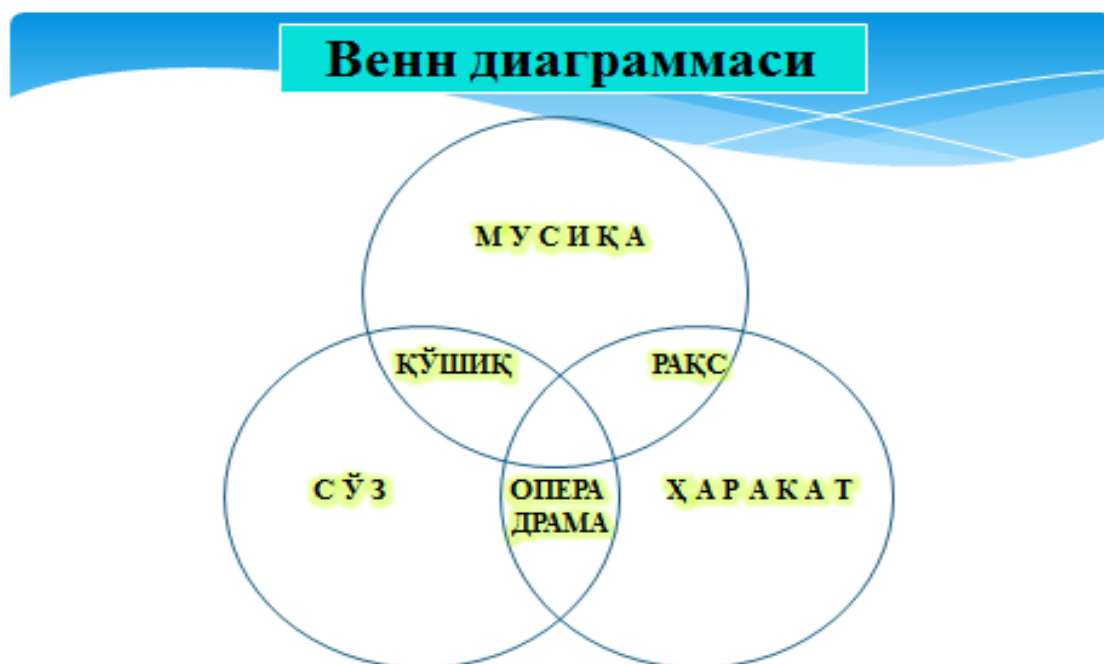 Венн диаграммаси
М У С И Қ А
ҚЎШИҚ
РАҚС
С Ў З
ОПЕРА
ДРАМА
Ҳ А Р А К А Т